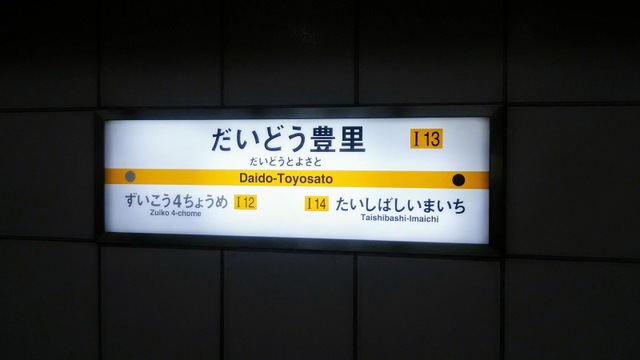 だいどう豊里 I13
だいどうとよさと
Daido-Toyosato
ずいこう4ちょうめ I12 I14 たいしばしいまいち
Zuiko 4-chome Taishibashi-Imaichi